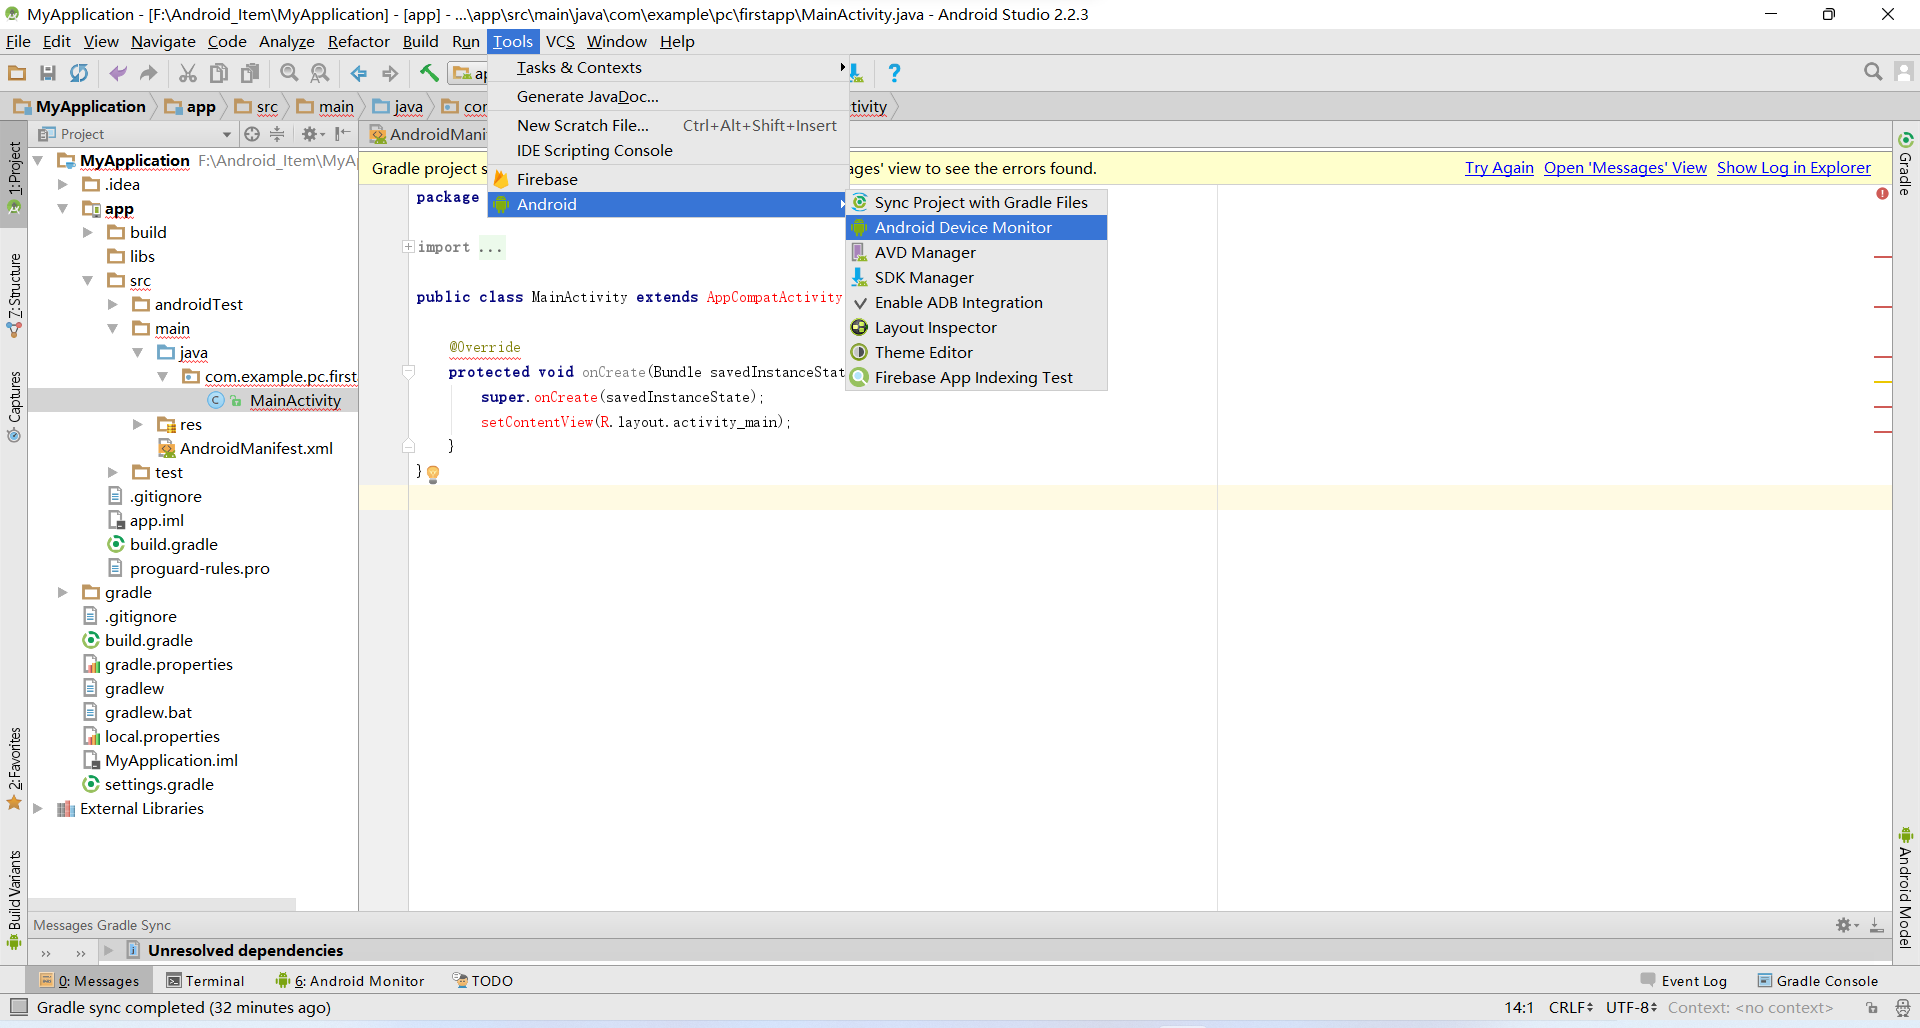 MyApplication - [F:\Android_Item\MyApplication] - [app] - ...\app\src\main\java\com\example\pc\firstapp\MainActivity.java - Android Studio 2.2.3
File Edit View Navigate Code Analyze Refactor Build Run Tools VCS Window Help
ap
MyApplication app src main java con tivity
Tasks & Contexts
Generate JavaDoc...
New Scratch File... Ctrl+Alt+Shift+Insert
IDE Scripting Console
Firebase
Android
Sync Project with Gradle Files
Android Device Monitor
AVD Manager
SDK Manager
Enable ADB Integration
Layout Inspector
Theme Editor
Firebase App Indexing Test
Project
AndroidMani
Gradle project s ages' view to see the errors found. Try Again Open 'Messages' View Show Log in Explorer
1: Project
7: Structure
Captures
2: Favorites
Build Variants
MyApplication F:\Android_Item\MyA
.idea
app
build
libs
src
androidTest
main
java
com.example.pc.first
MainActivity
res
AndroidManifest.xml
test
.gitignore
app.iml
build.gradle
proguard-rules.pro
gradle
.gitignore
build.gradle
gradle.properties
gradlew
gradlew.bat
local.properties
MyApplication.iml
settings.gradle
External Libraries
package
import ...
public class MainActivity extends AppCompatActivity
@Override
protected void onCreate(Bundle savedInstanceStat
super.onCreate(savedInstanceState);
setContentView(R.layout.activity_main);
}
}
Gradle
Android Model
Messages Gradle Sync
Unresolved dependencies
0: Messages Terminal 6: Android Monitor TODO Event Log Gradle Console
Gradle sync completed (32 minutes ago) 14:1 CRLF UTF-8 Context: <no context>